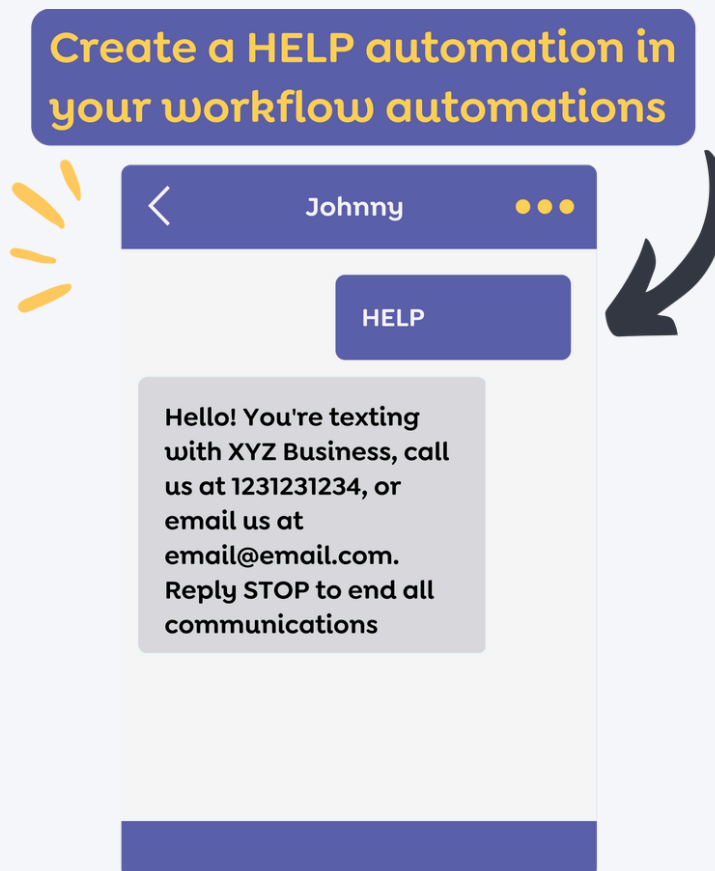 Create a HELP automation in
your workflow automations
Johnny
HELP
Hello! You're texting
with XYZ Business, call
us at 1231231234, or
email us at
email@email.com.
Reply STOP to end all
communications